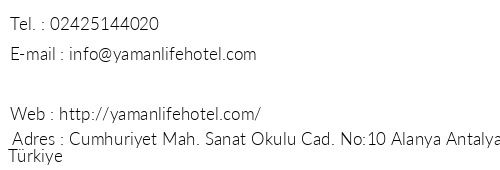 Tel. : 02425144020
E-mail : info@yamanlifehotel.com
Web : http://yamanlifehotel.com/
Adres : Cumhuriyet Mah. Sanat Okulu Cad. No:10 Alanya Antalya
Türkiye